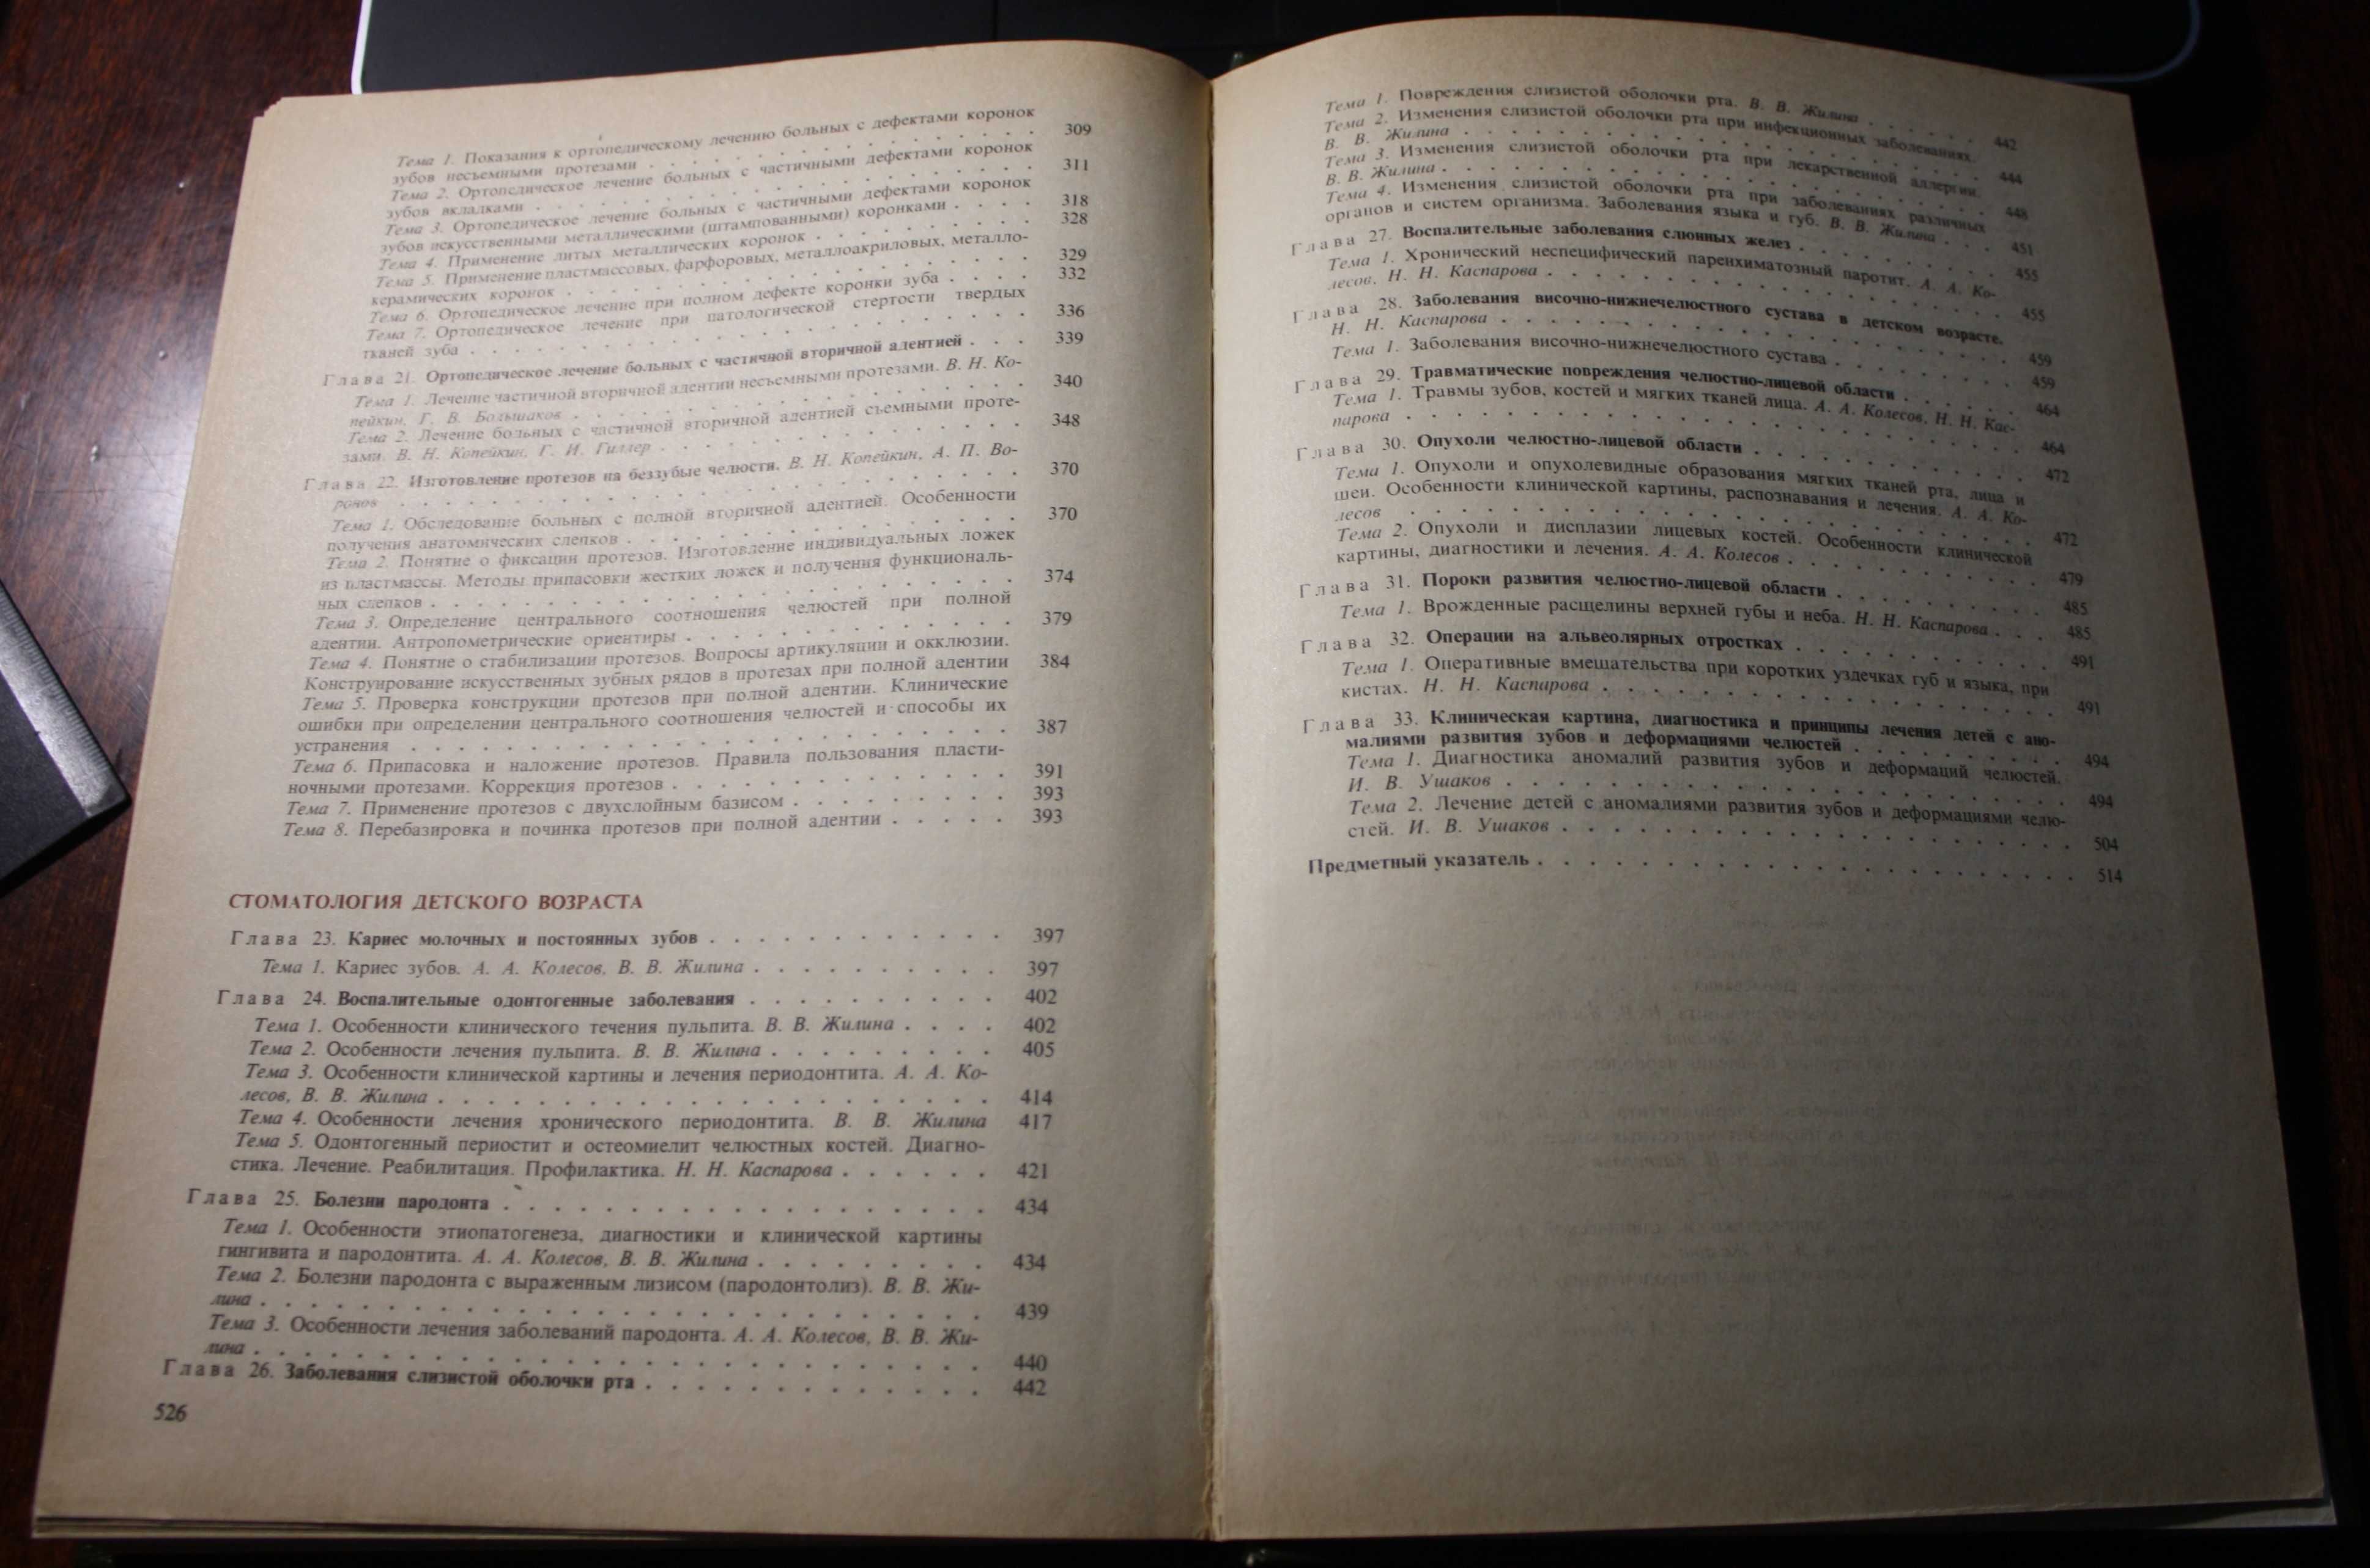 Тема 1. Показания к ортопедическому лечению больных с дефектами коронок
зубов несъемными протезами . . . . . . . . . . . . . . . . 309
Тема 2. Ортопедическое лечение больных с частичными дефектами коронок
зубов вкладками . . . . . . . . . . . . . . . . . . . . 311
Тема 3. Ортопедическое лечение больных с частичными дефектами коронок
зубов искусственными металлическими (штампованными) коронками . . . . 318
Тема 4. Применение литых металлических коронок . . . . . . . . . . 328
Тема 5. Применение пластмассовых, фарфоровых, металлоакриловых, металло-
керамических коронок . . . . . . . . . . . . . . . . . . 329
Тема 6. Ортопедическое лечение при полном дефекте коронки зуба . . . . 332
Тема 7. Ортопедическое лечение при патологической стертости твердых
тканей зуба . . . . . . . . . . . . . . . . . . . . . . 336
Глава 21. Ортопедическое лечение больных с частичной вторичной адентией . . . 339
Тема 1. Лечение частичной вторичной адентии несъемными протезами. В. Н. Ко-
пейкин, Г. В. Большаков . . . . . . . . . . . . . . . . . 340
Тема 2. Лечение больных с частичной вторичной адентией съемными проте-
зами. В. Н. Копейкин, Г. И. Гиллер . . . . . . . . . . . . . . 348
Глава 22. Изготовление протезов на беззубые челюсти. В. Н. Копейкин, А. П. Во-
ронов . . . . . . . . . . . . . . . . . . . . . . . . 370
Тема 1. Обследование больных с полной вторичной адентией. Особенности
получения анатомических слепков . . . . . . . . . . . . . . . 370
Тема 2. Понятие о фиксации протезов. Изготовление индивидуальных ложек
из пластмассы. Методы припасовки жестких ложек и получения функциональ-
ных слепков . . . . . . . . . . . . . . . . . . . . . . 374
Тема 3. Определение центрального соотношения челюстей при полной
адентии. Антропометрические ориентиры . . . . . . . . . . . . 379
Тема 4. Понятие о стабилизации протезов. Вопросы артикуляции и окклюзии.
Конструирование искусственных зубных рядов в протезах при полной адентии 384
Тема 5. Проверка конструкции протезов при полной адентии. Клинические
ошибки при определении центрального соотношения челюстей и способы их
устранения . . . . . . . . . . . . . . . . . . . . . . 387
Тема 6. Припасовка и наложение протезов. Правила пользования пласти-
ночными протезами. Коррекция протезов . . . . . . . . . . . . 391
Тема 7. Применение протезов с двухслойным базисом . . . . . . . . 393
Тема 8. Перебазировка и починка протезов при полной адентии . . . . . 393
СТОМАТОЛОГИЯ ДЕТСКОГО ВОЗРАСТА
Глава 23. Кариес молочных и постоянных зубов . . . . . . . . . . . . 397
Тема 1. Кариес зубов. А. А. Колесов, В. В. Жилина . . . . . . . . . . 397
Глава 24. Воспалительные одонтогенные заболевания . . . . . . . . . . 402
Тема 1. Особенности клинического течения пульпита. В. В. Жилина . . . . 402
Тема 2. Особенности лечения пульпита. В. В. Жилина . . . . . . . . . 405
Тема 3. Особенности клинической картины и лечения периодонтита. А. А. Ко-
лесов, В. В. Жилина . . . . . . . . . . . . . . . . . . . . 414
Тема 4. Особенности лечения хронического периодонтита. В. В. Жилина 417
Тема 5. Одонтогенный периостит и остеомиелит челюстных костей. Диагно-
стика. Лечение. Реабилитация. Профилактика. Н. Н. Каспарова . . . . . . 421
Глава 25. Болезни пародонта . . . . . . . . . . . . . . . . . . . 434
Тема 1. Особенности этиопатогенеза, диагностики и клинической картины
гингивита и пародонтита. А. А. Колесов, В. В. Жилина . . . . . . . . . 434
Тема 2. Болезни пародонта с выраженным лизисом (пародонтолиз). В. В. Жи-
лина . . . . . . . . . . . . . . . . . . . . . . . . . . . 439
Тема 3. Особенности лечения заболеваний пародонта. А. А. Колесов, В. В. Жи-
лина . . . . . . . . . . . . . . . . . . . . . . . . . . . 440
Глава 26. Заболевания слизистой оболочки рта . . . . . . . . . . . . . 442
526
Тема 1. Повреждения слизистой оболочки рта. В. В. Жилина . . . . . . 442
Тема 2. Изменения слизистой оболочки рта при инфекционных заболеваниях.
В. В. Жилина . . . . . . . . . . . . . . . . . . . . . . 444
Тема 3. Изменения слизистой оболочки рта при лекарственной аллергии.
В. В. Жилина . . . . . . . . . . . . . . . . . . . . . . 448
Тема 4. Изменения слизистой оболочки рта при заболеваниях различных
органов и систем организма. Заболевания языка и губ. В. В. Жилина . . . 451
Глава 27. Воспалительные заболевания слюнных желез . . . . . . . . . 455
Тема 1. Хронический неспецифический паренхиматозный паротит. А. А. Ко-
лесов, Н. Н. Каспарова . . . . . . . . . . . . . . . . . . 455
Глава 28. Заболевания височно-нижнечелюстного сустава в детском возрасте.
Н. Н. Каспарова . . . . . . . . . . . . . . . . . . . . . 459
Тема 1. Заболевания височно-нижнечелюстного сустава . . . . . . . . 459
Глава 29. Травматические повреждения челюстно-лицевой области . . . . . . 464
Тема 1. Травмы зубов, костей и мягких тканей лица. А. А. Колесов, Н. Н. Кас-
парова . . . . . . . . . . . . . . . . . . . . . . . . 464
Глава 30. Опухоли челюстно-лицевой области . . . . . . . . . . . . 472
Тема 1. Опухоли и опухолевидные образования мягких тканей рта, лица и
шеи. Особенности клинической картины, распознавания и лечения. А. А. Ко-
лесов . . . . . . . . . . . . . . . . . . . . . . . . 472
Тема 2. Опухоли и дисплазии лицевых костей. Особенности клинической
картины, диагностики и лечения. А. А. Колесов . . . . . . . . . . . 479
Глава 31. Пороки развития челюстно-лицевой области . . . . . . . . . 485
Тема 1. Врожденные расщелины верхней губы и неба. Н. Н. Каспарова . . . 485
Глава 32. Операции на альвеолярных отростках . . . . . . . . . . . 491
Тема 1. Оперативные вмешательства при коротких уздечках губ и языка, при
кистах. Н. Н. Каспарова . . . . . . . . . . . . . . . . . . 491
Глава 33. Клиническая картина, диагностика и принципы лечения детей с ано-
малиями развития зубов и деформациями челюстей . . . . . . . . . 494
Тема 1. Диагностика аномалий развития зубов и деформаций челюстей.
И. В. Ушаков . . . . . . . . . . . . . . . . . . . . . . 494
Тема 2. Лечение детей с аномалиями развития зубов и деформациями челю-
стей. И. В. Ушаков . . . . . . . . . . . . . . . . . . . . 504
Предметный указатель . . . . . . . . . . . . . . . . . . . . . 514